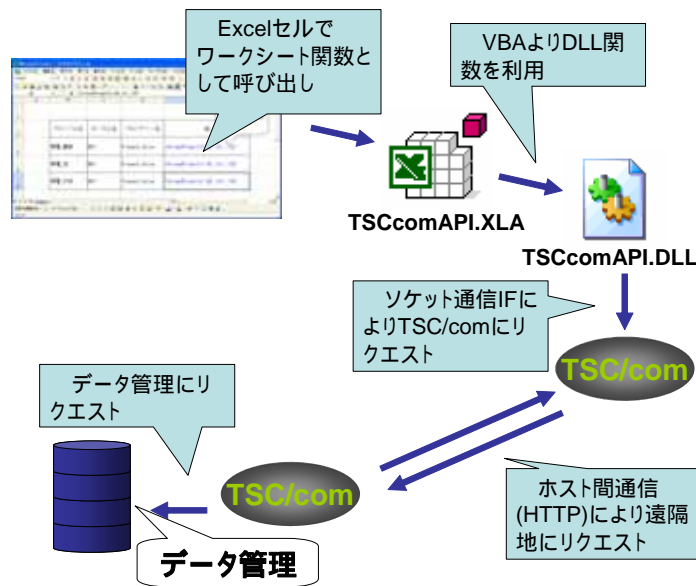 Excelセルで
ワークシート関数と
して呼び出し
VBAよりDLL関
数を利用
TSCcomAPI.XLA
TSCcomAPI.DLL
ソケット通信IFに
よりTSC/comにリ
クエスト
TSC/com
データ管理にリ
クエスト
TSC/com
ホスト間通信
(HTTP)により遠隔
地にリクエスト
データ管理